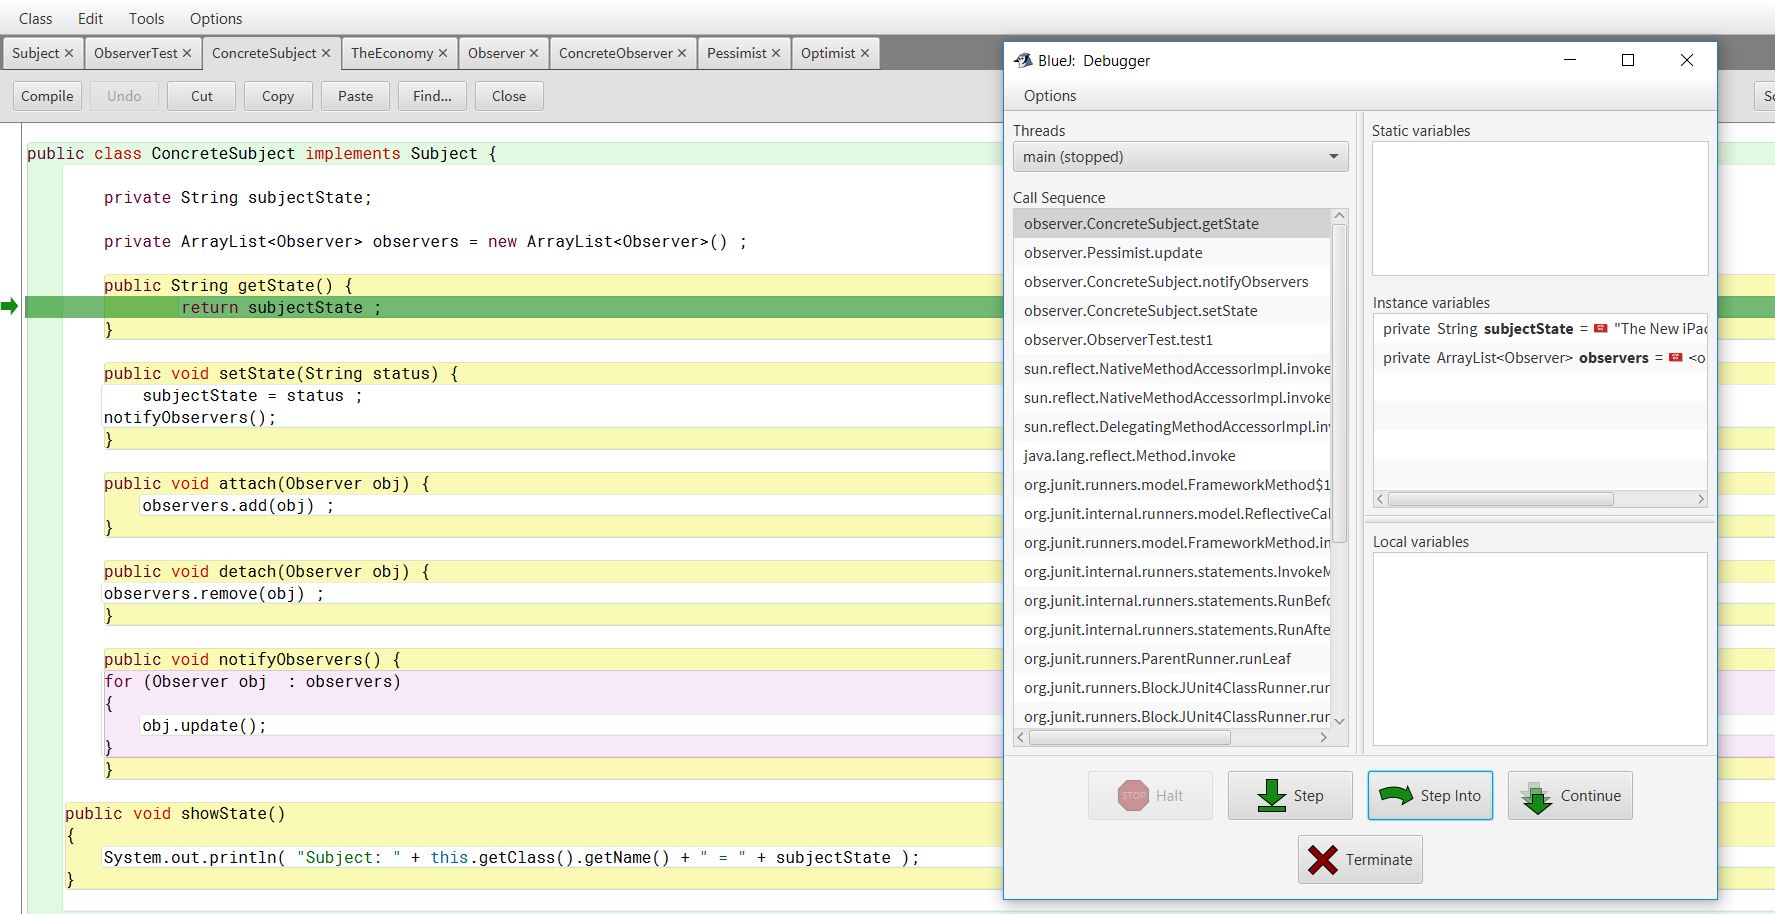 Class Edit Tools Options
Subject ✕ ObserverTest ✕ ConcreteSubject ✕ TheEconomy ✕ Observer ✕ ConcreteObserver ✕ Pessimist ✕ Optimist ✕
Compile Undo Cut Copy Paste Find... Close
public class ConcreteSubject implements Subject {
private String subjectState;
private ArrayList<Observer> observers = new ArrayList<Observer>() ;
public String getState() {
return subjectState ;
}
public void setState(String status) {
subjectState = status ;
notifyObservers();
}
public void attach(Observer obj) {
observers.add(obj) ;
}
public void detach(Observer obj) {
observers.remove(obj) ;
}
public void notifyObservers() {
for (Observer obj  : observers)
{
obj.update();
}
}
public void showState()
{
System.out.println( "Subject: " + this.getClass().getName() + " = " + subjectState );
}
BlueJ: Debugger
Options
Threads
main (stopped)
Call Sequence
observer.ConcreteSubject.getState
observer.Pessimist.update
observer.ConcreteSubject.notifyObservers
observer.ConcreteSubject.setState
observer.ObserverTest.test1
sun.reflect.NativeMethodAccessorImpl.invoke
sun.reflect.NativeMethodAccessorImpl.invoke
sun.reflect.DelegatingMethodAccessorImpl.in
java.lang.reflect.Method.invoke
org.junit.runners.model.FrameworkMethod$1
org.junit.internal.runners.model.ReflectiveCal
org.junit.runners.model.FrameworkMethod.in
org.junit.internal.runners.statements.InvokeM
org.junit.internal.runners.statements.RunBefo
org.junit.internal.runners.statements.RunAfte
org.junit.runners.ParentRunner.runLeaf
org.junit.runners.BlockJUnit4ClassRunner.run
org.junit.runners.BlockJUnit4ClassRunner.run
Static variables
Instance variables
private String subjectState = "The New iPad
private ArrayList<Observer> observers = <o
Local variables
STOP Halt Step Step Into Continue
Terminate